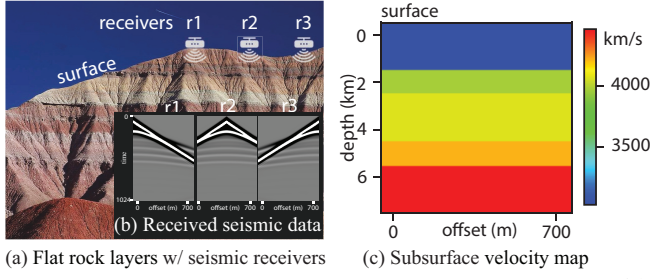 receivers r1 r2 r3
surface
r1 r2 r3
0
time
1024
0 offset (m) 700 0 offset (m) 700 0 offset (m) 700
(b) Received seismic data
(a) Flat rock layers w/ seismic receivers
surface
0
2
4
6
depth (km)
0 offset (m) 700
km/s
4000
3500
(c) Subsurface velocity map